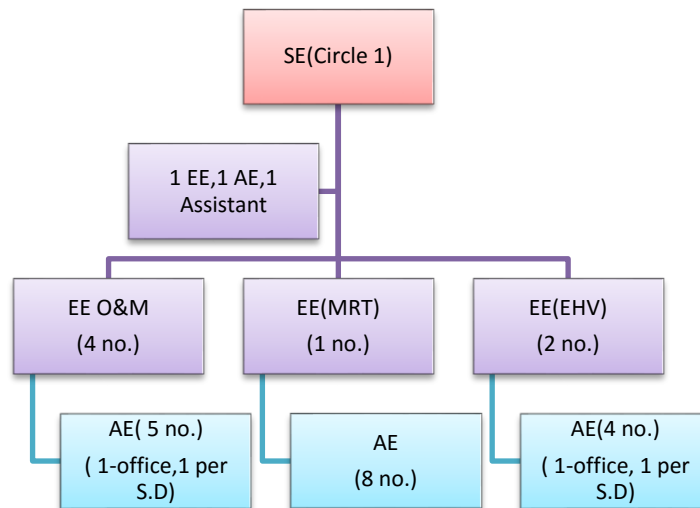 SE(Circle 1)
1 EE,1 AE,1
Assistant
EE O&M
(4 no.)
EE(MRT)
(1 no.)
EE(EHV)
(2 no.)
AE( 5 no.)
( 1-office,1 per
S.D)
AE
(8 no.)
AE(4 no.)
( 1-office, 1 per
S.D)